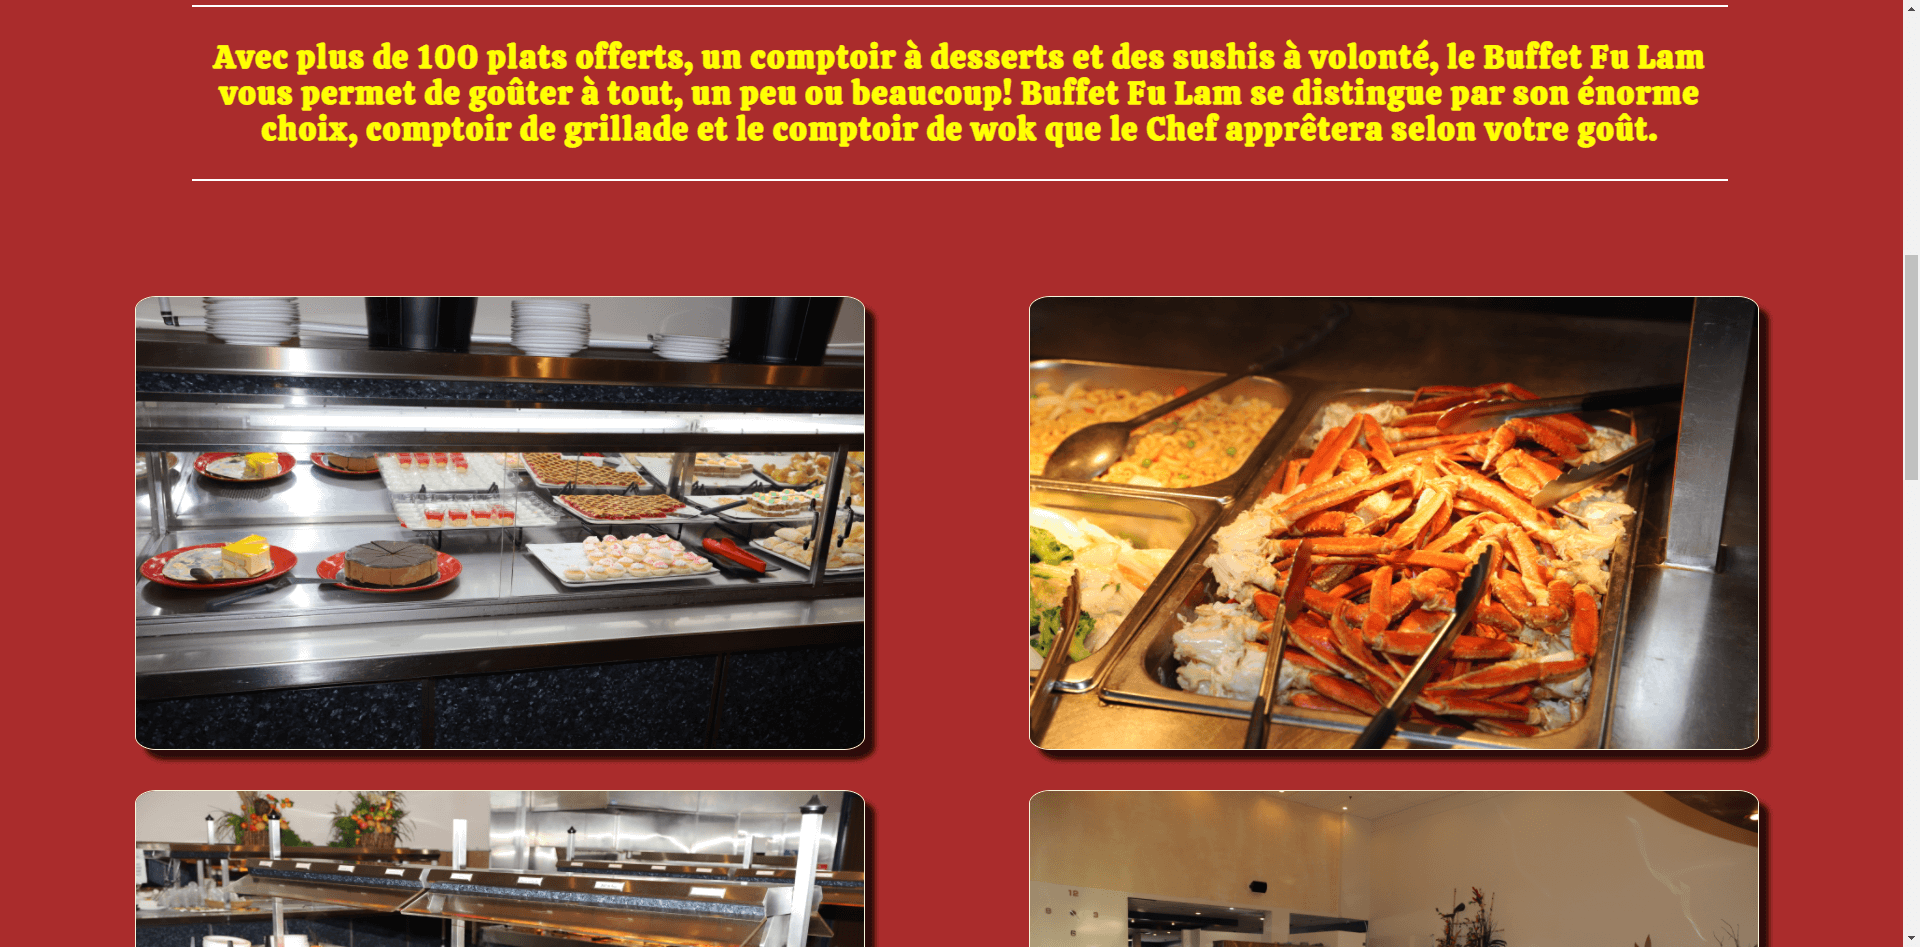 Avec plus de 100 plats offerts, un comptoir à desserts et des sushis à volonté, le Buffet Fu Lam
vous permet de goûter à tout, un peu ou beaucoup! Buffet Fu Lam se distingue par son énorme
choix, comptoir de grillade et le comptoir de wok que le Chef apprêtera selon votre goût.